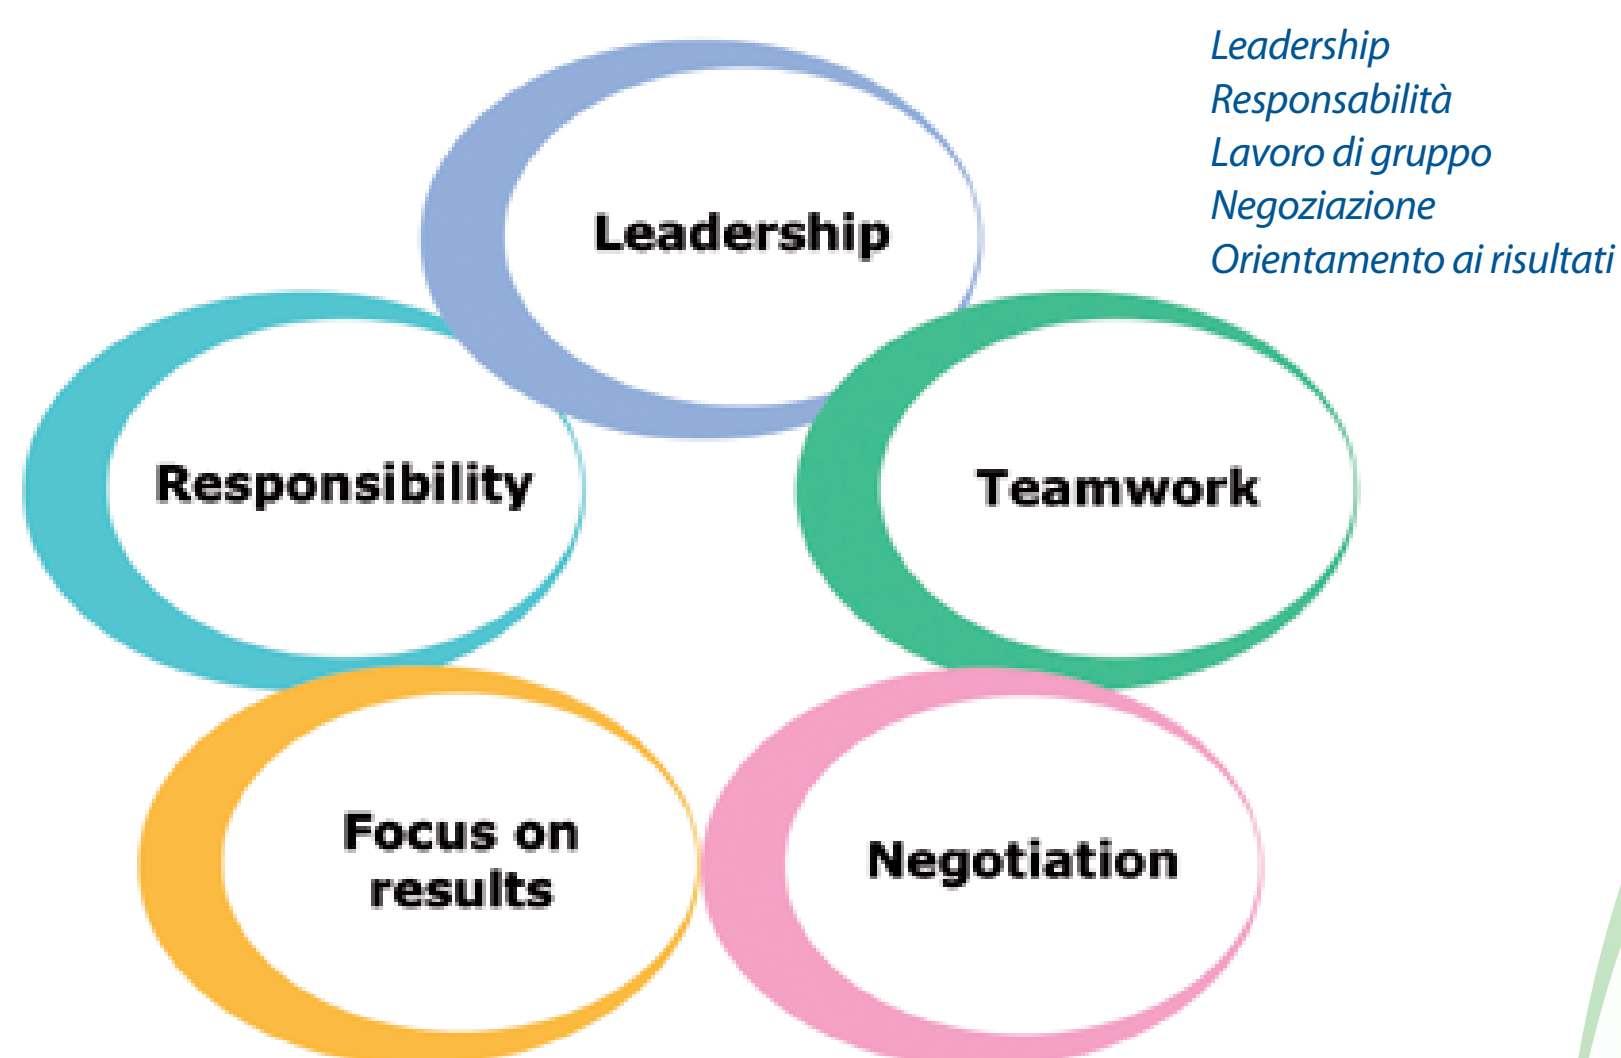 Leadership
Responsabilità
Lavoro di gruppo
Negoziazione
Orientamento ai risultati
Leadership
Responsibility
Teamwork
Focus on
results
Negotiation